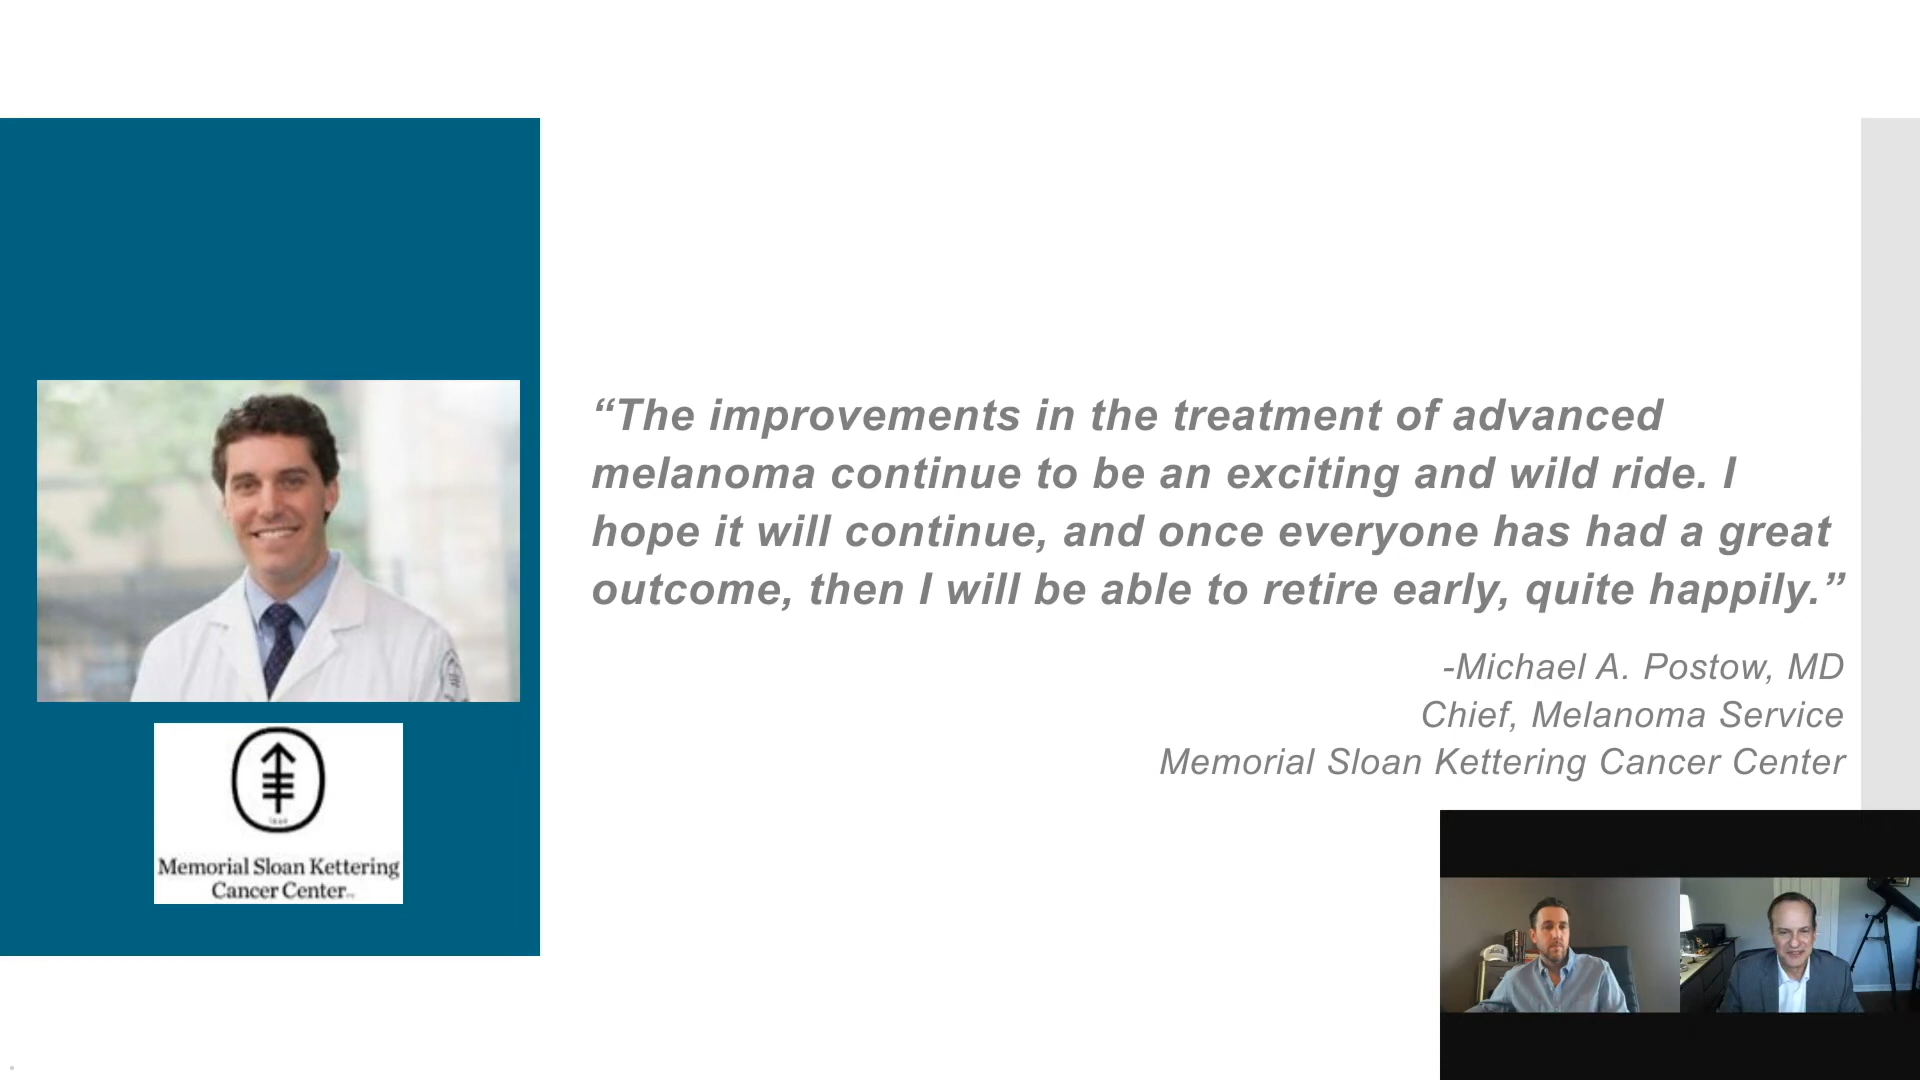 “The improvements in the treatment of advanced
melanoma continue to be an exciting and wild ride. I
hope it will continue, and once everyone has had a great
outcome, then I will be able to retire early, quite happily.”
-Michael A. Postow, MD
Chief, Melanoma Service
Memorial Sloan Kettering Cancer Center
Memorial Sloan Kettering
Cancer Center